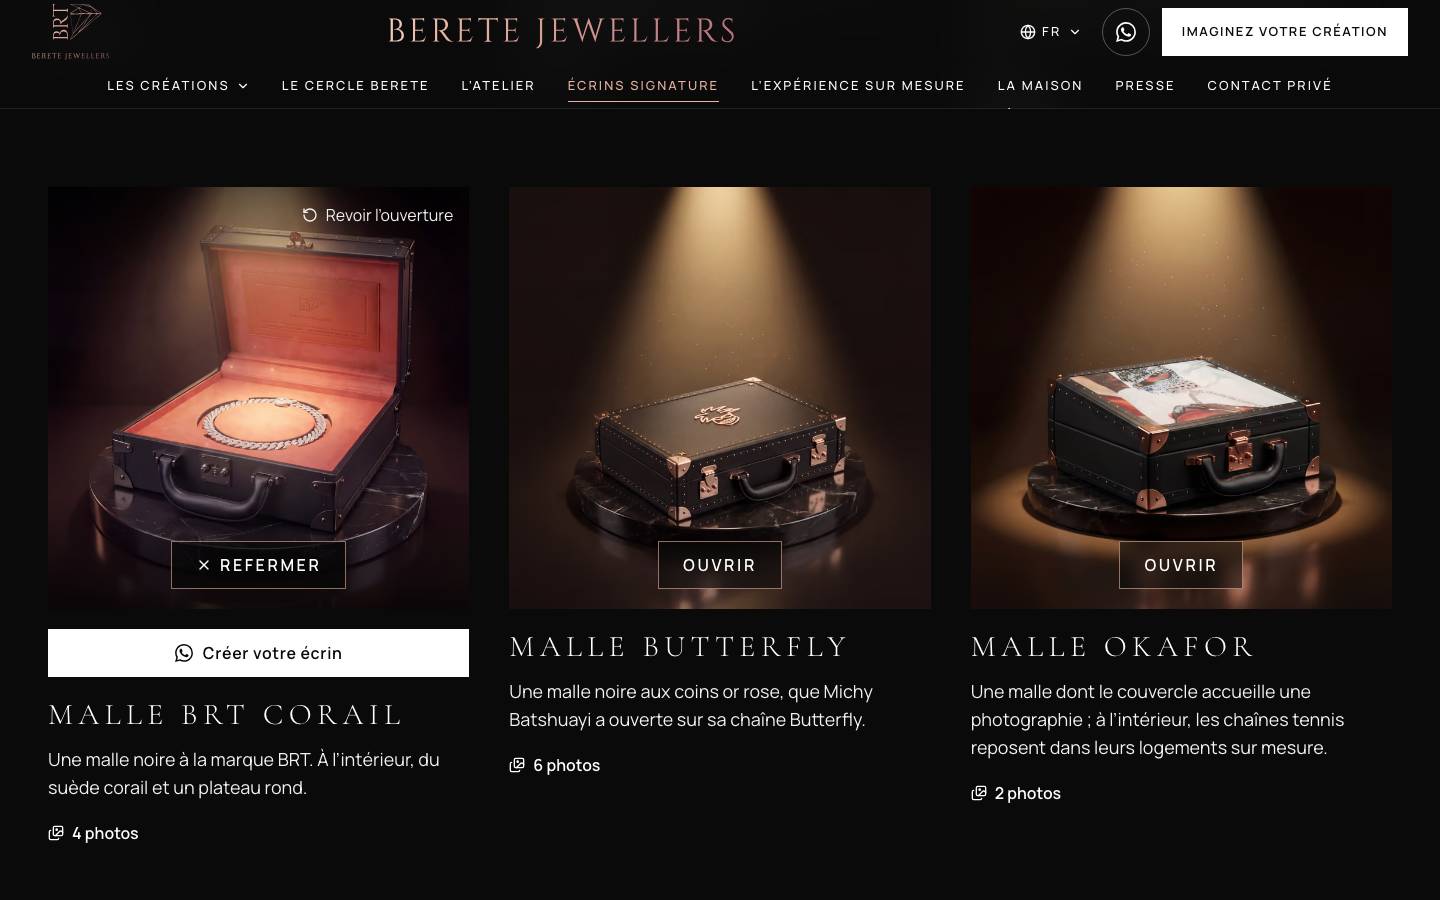 BRT
BERETE JEWELLERS
BERETE JEWELLERS
FR
IMAGINEZ VOTRE CRÉATION
LES CRÉATIONS
LE CERCLE BERETE
L'ATELIER
ÉCRINS SIGNATURE
L'EXPÉRIENCE SUR MESURE
LA MAISON
PRESSE
CONTACT PRIVÉ
Revoir l'ouverture
REFERMER
OUVRIR
OUVRIR
Créer votre écrin
MALLE BRT CORAIL
Une malle noire à la marque BRT. À l'intérieur, du
suède corail et un plateau rond.
4 photos
MALLE BUTTERFLY
Une malle noire aux coins or rose, que Michy
Batshuayi a ouverte sur sa chaîne Butterfly.
6 photos
MALLE OKAFOR
Une malle dont le couvercle accueille une
photographie ; à l'intérieur, les chaînes tennis
reposent dans leurs logements sur mesure.
2 photos